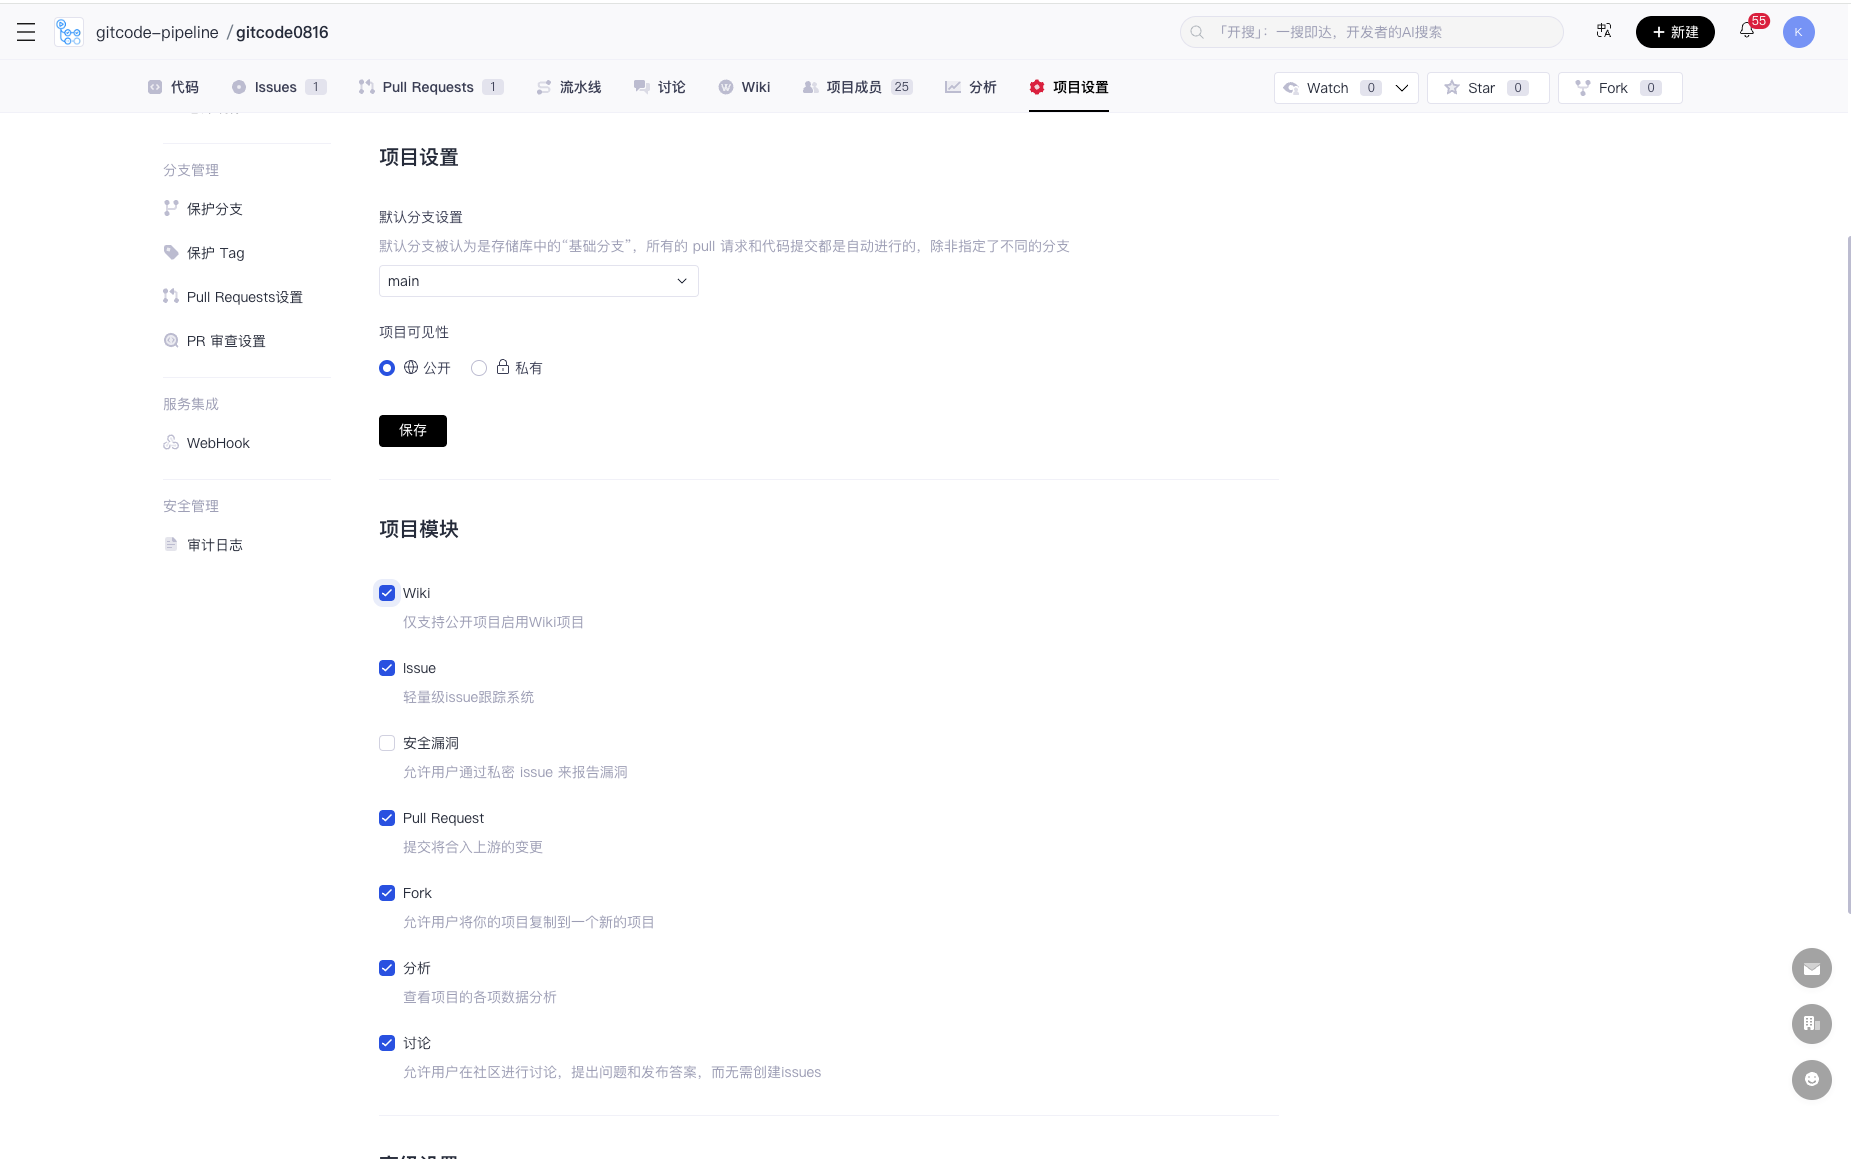 gitcode-pipeline / gitcode0816
「开搜」：一搜即达，开发者的AI搜索
新建
55
K
代码
Issues 1
Pull Requests 1
流水线
讨论
Wiki
项目成员 25
分析
项目设置
Watch 0
Star 0
Fork 0
分支管理
保护分支
保护 Tag
Pull Requests设置
PR 审查设置
服务集成
WebHook
安全管理
审计日志
项目设置
默认分支设置
默认分支被认为是存储库中的“基础分支”，所有的 pull 请求和代码提交都是自动进行的，除非指定了不同的分支
main
项目可见性
公开
私有
保存
项目模块
Wiki
仅支持公开项目启用Wiki项目
Issue
轻量级issue跟踪系统
安全漏洞
允许用户通过私密 issue 来报告漏洞
Pull Request
提交将合入上游的变更
Fork
允许用户将你的项目复制到一个新的项目
分析
查看项目的各项数据分析
讨论
允许用户在社区进行讨论，提出问题和发布答案，而无需创建issues